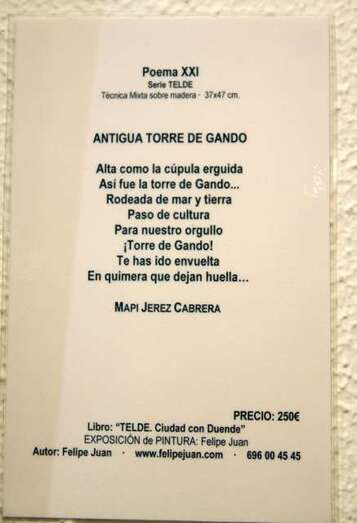 Poema XXI
Serie TELDE
Técnica Mixta sobre madera · 37x47 cm.
ANTIGUA TORRE DE GANDO
Alta como la cúpula erguida
Así fue la torre de Gando...
Rodeada de mar y tierra
Paso de cultura
Para nuestro orgullo
¡Torre de Gando!
Te has ido envuelta
En quimera que dejan huella...
MAPI JEREZ CABRERA
PRECIO: 250€
Libro: “TELDE. Ciudad con Duende”
EXPOSICIÓN de PINTURA: Felipe Juan
Autor: Felipe Juan · www.felipejuan.com · 696 00 45 45